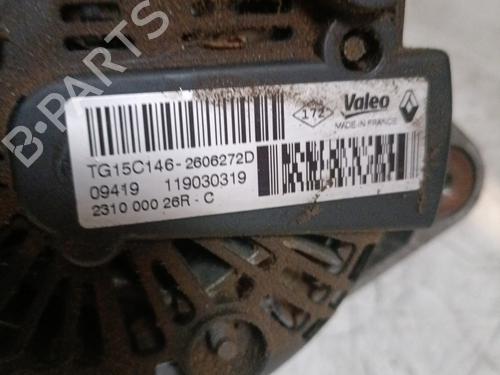 B-PARTS
172
Valeo
MADE IN FRANCE
TG15C146-2606272D
09419 119030319
2310 000 26R - C